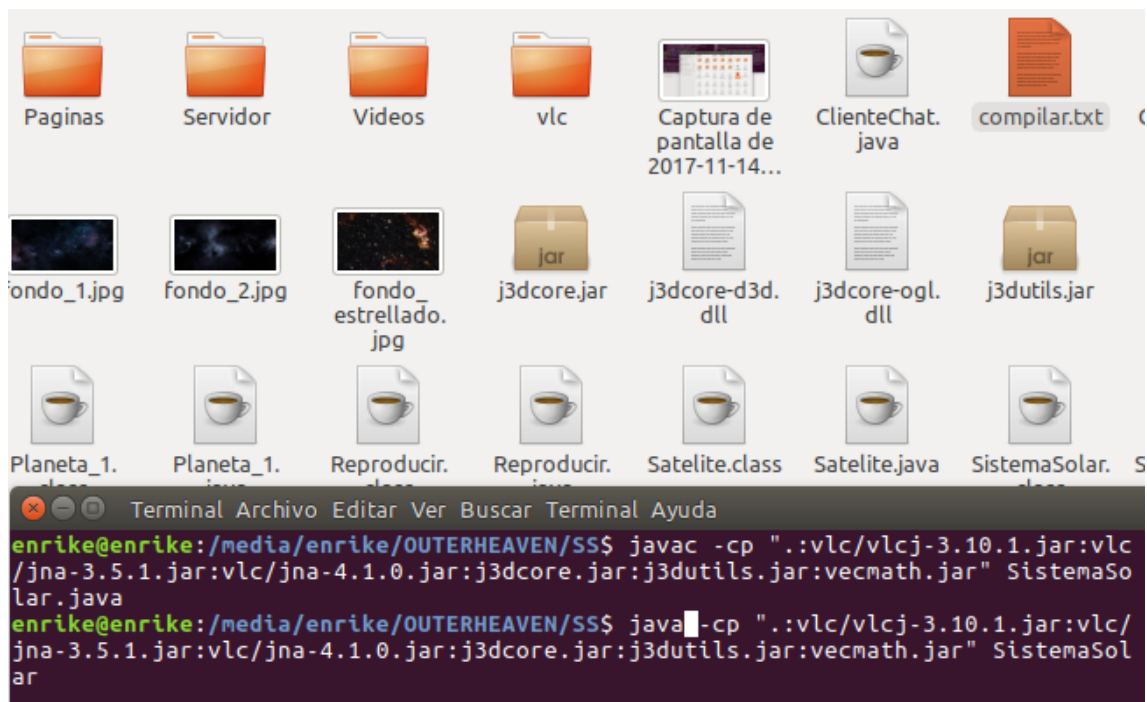 Paginas
Servidor
Videos
vlc
Captura de
pantalla de
2017-11-14...
ClienteChat.
java
compilar.txt
fondo_1.jpg
fondo_2.jpg
fondo_
estrellado.
jpg
jar
j3dcore.jar
j3dcore-d3d.
dll
j3dcore-ogl.
dll
jar
j3dutils.jar
Planeta_1.
class
Planeta_1.
java
Reproducir.
class
Reproducir.
java
Satelite.class
Satelite.java
SistemaSolar.
class
Terminal Archivo Editar Ver Buscar Terminal Ayuda
enrike@enrike:/media/enrike/OUTERHEAVEN/SS$ javac -cp ".:vlc/vlcj-3.10.1.jar:vlc
/jna-3.5.1.jar:vlc/jna-4.1.0.jar:j3dcore.jar:j3dutils.jar:vecmath.jar" SistemaSo
lar.java
enrike@enrike:/media/enrike/OUTERHEAVEN/SS$ java -cp ".:vlc/vlcj-3.10.1.jar:vlc/
jna-3.5.1.jar:vlc/jna-4.1.0.jar:j3dcore.jar:j3dutils.jar:vecmath.jar" SistemaSol
ar